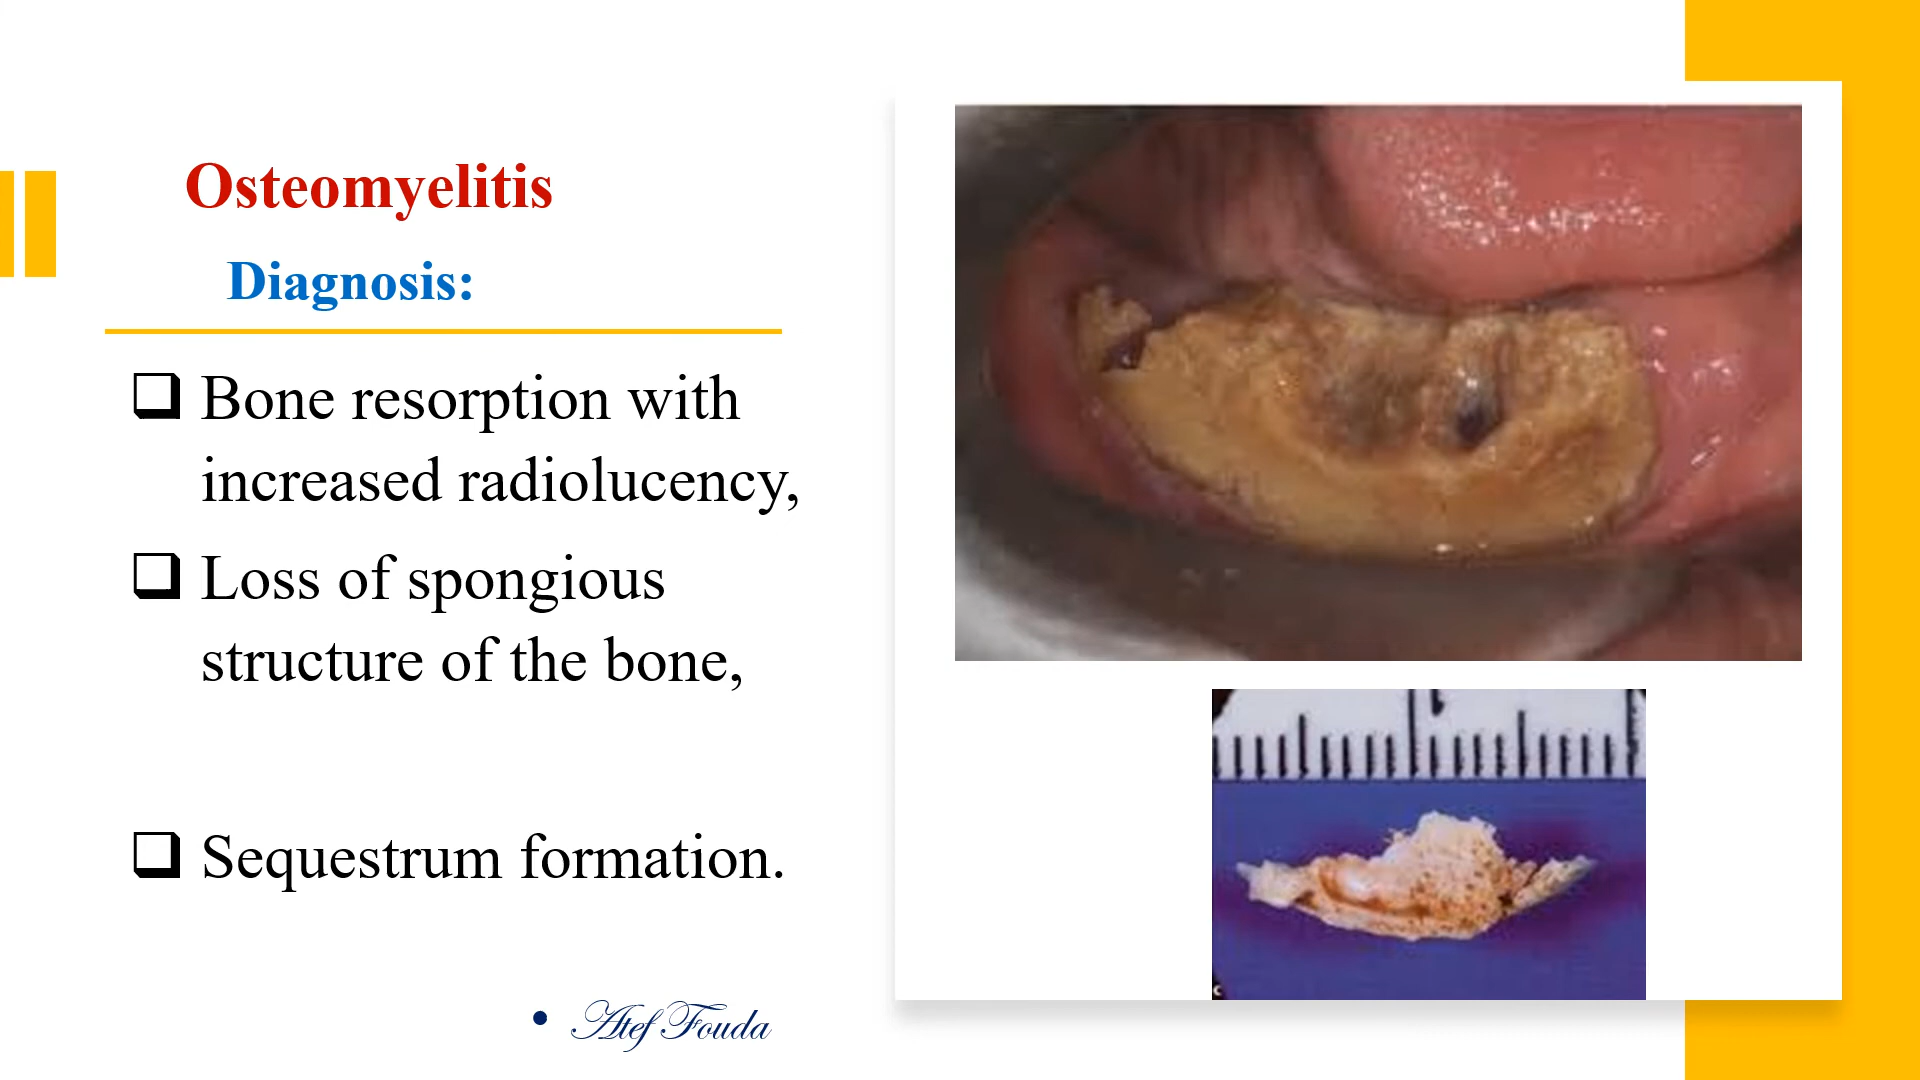 Osteomyelitis
Diagnosis:
❑ Bone resorption with
increased radiolucency,
❑ Loss of spongious
structure of the bone,
❑ Sequestrum formation.
• Atef Fouda